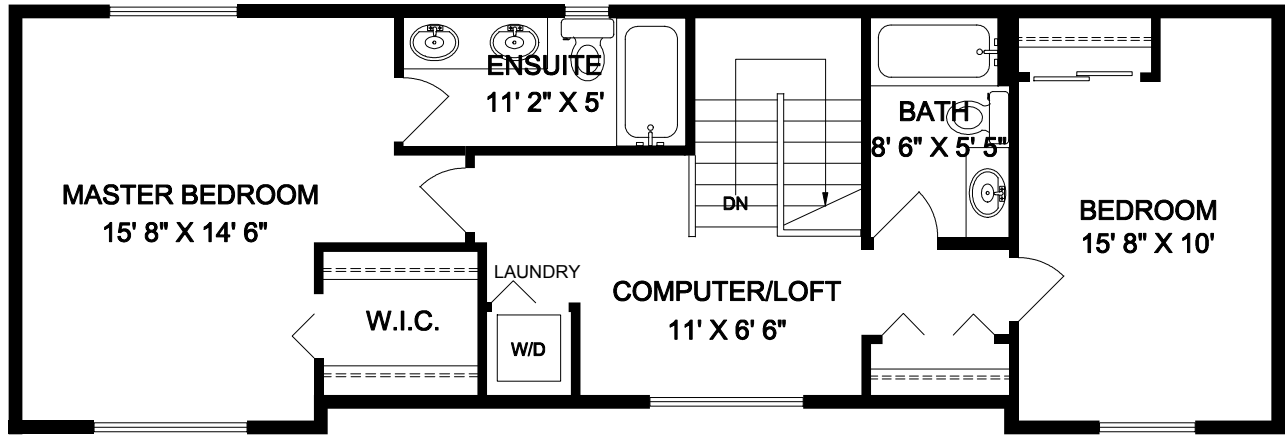 ENSUITE
11' 2" X 5'
BATH
8' 6" X 5' 5"
MASTER BEDROOM
15' 8" X 14' 6"
DN
BEDROOM
15' 8" X 10'
LAUNDRY
COMPUTER/LOFT
11' X 6' 6"
W.I.C.
W/D